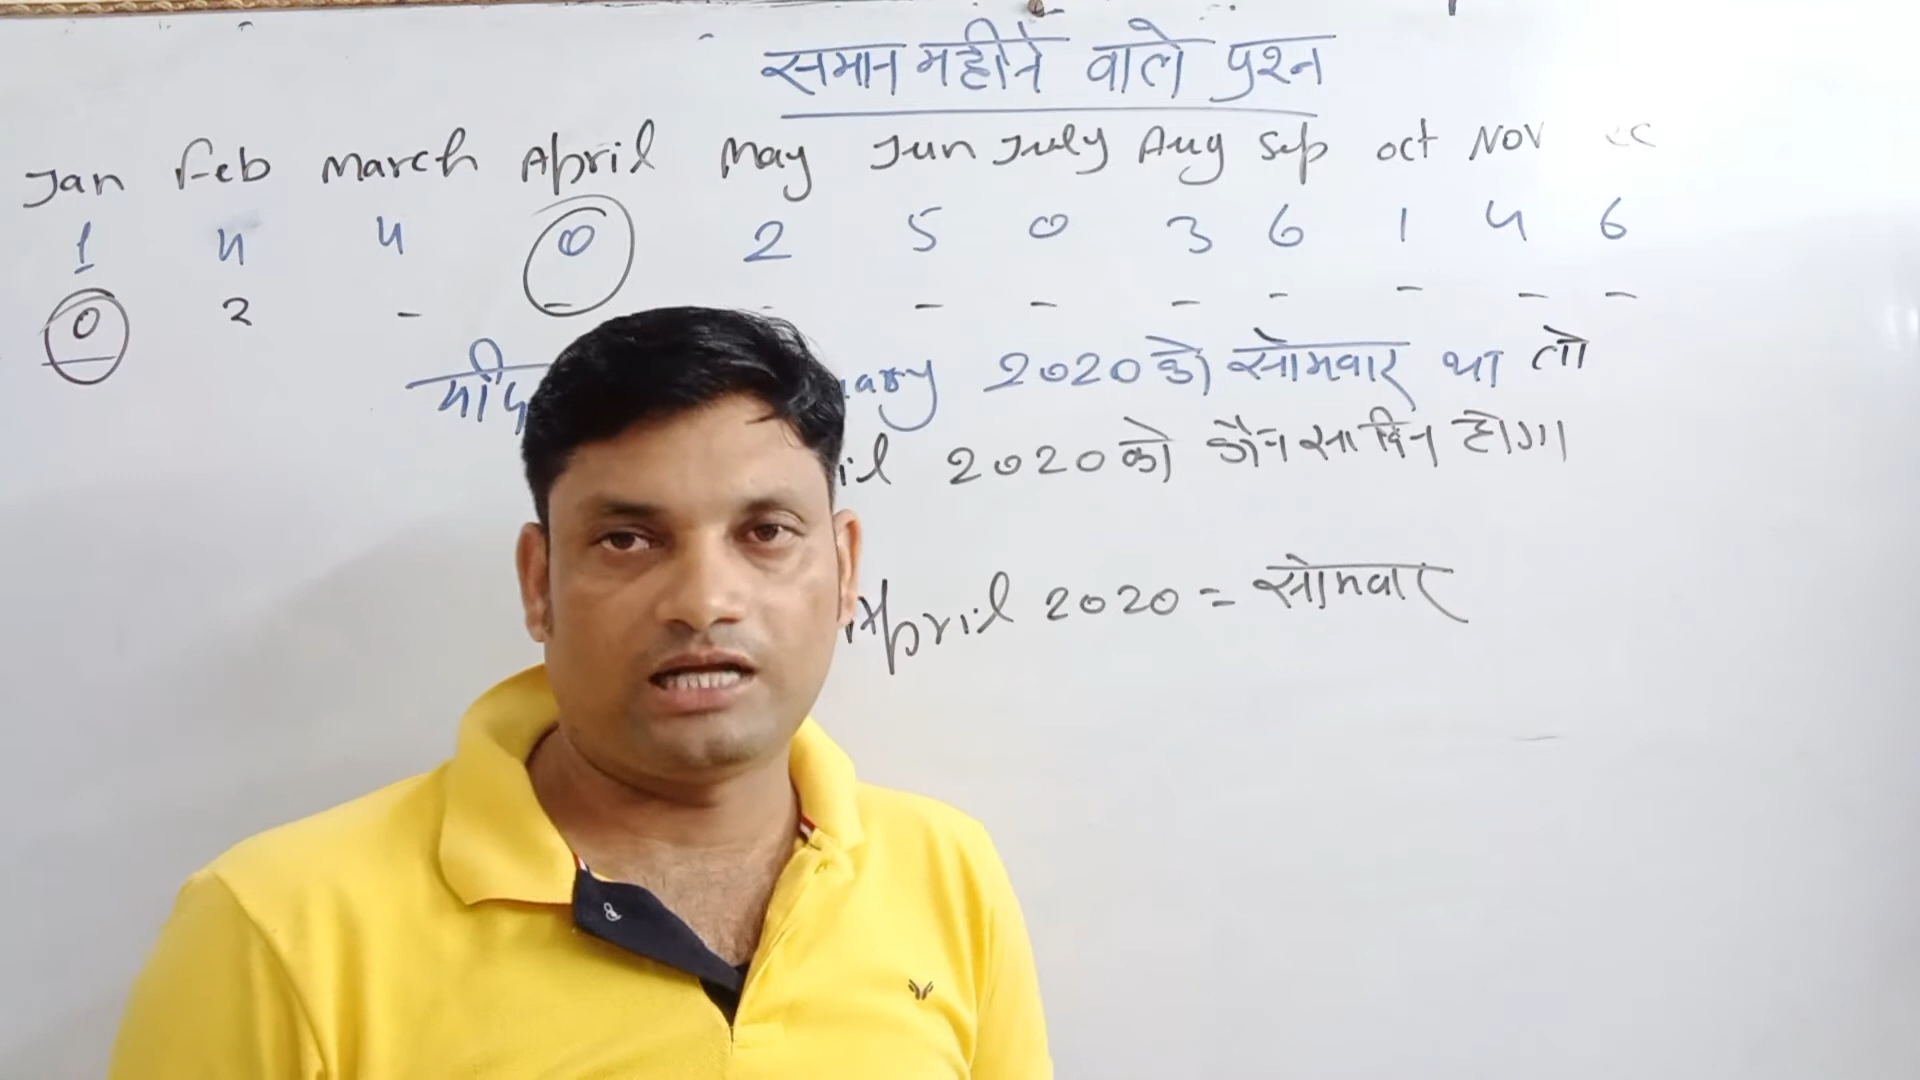 समान महीने वाले प्रश्न
Jan Feb March April May Jun July Aug Sep oct Nov
1 4 4 0 2 5 0 3 6 1 4 6
0 2 - - - - - - - - - -
2020 को सोमवार था तो
2020 को कौन सा दिन होगा
April 2020 = सोमवार